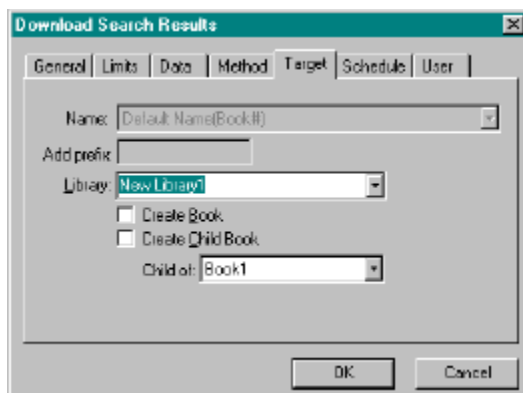 Download Search Results
General Limits Data Method Target Schedule User
Name: Default Name(Book#)
Add prefix:
Library: New Library1
Create Book
Create Child Book
Child of: Book1
OK Cancel